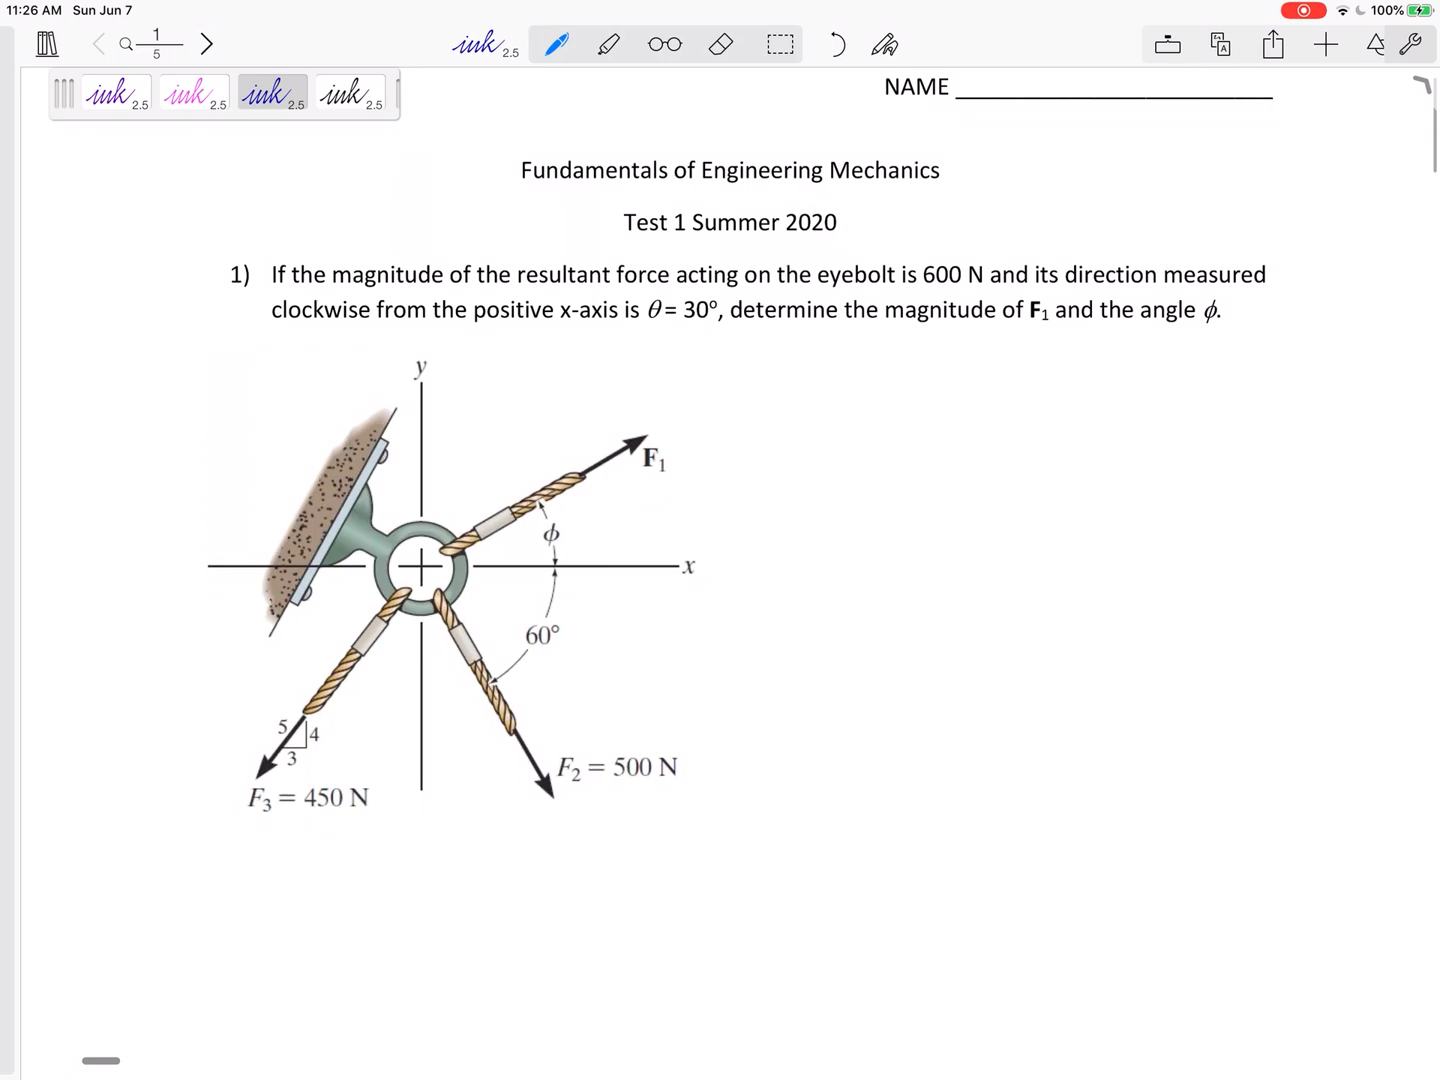 11:26 AM Sun Jun 7
100%
1
5
ink 2.5
ink 2.5
ink 2.5
ink 2.5
ink 2.5
NAME
Fundamentals of Engineering Mechanics
Test 1 Summer 2020
1) If the magnitude of the resultant force acting on the eyebolt is 600 N and its direction measured
clockwise from the positive x-axis is θ = 30°, determine the magnitude of F₁ and the angle ϕ.
y
F₁
ϕ
x
60°
5
4
3
F₂ = 500 N
F₃ = 450 N